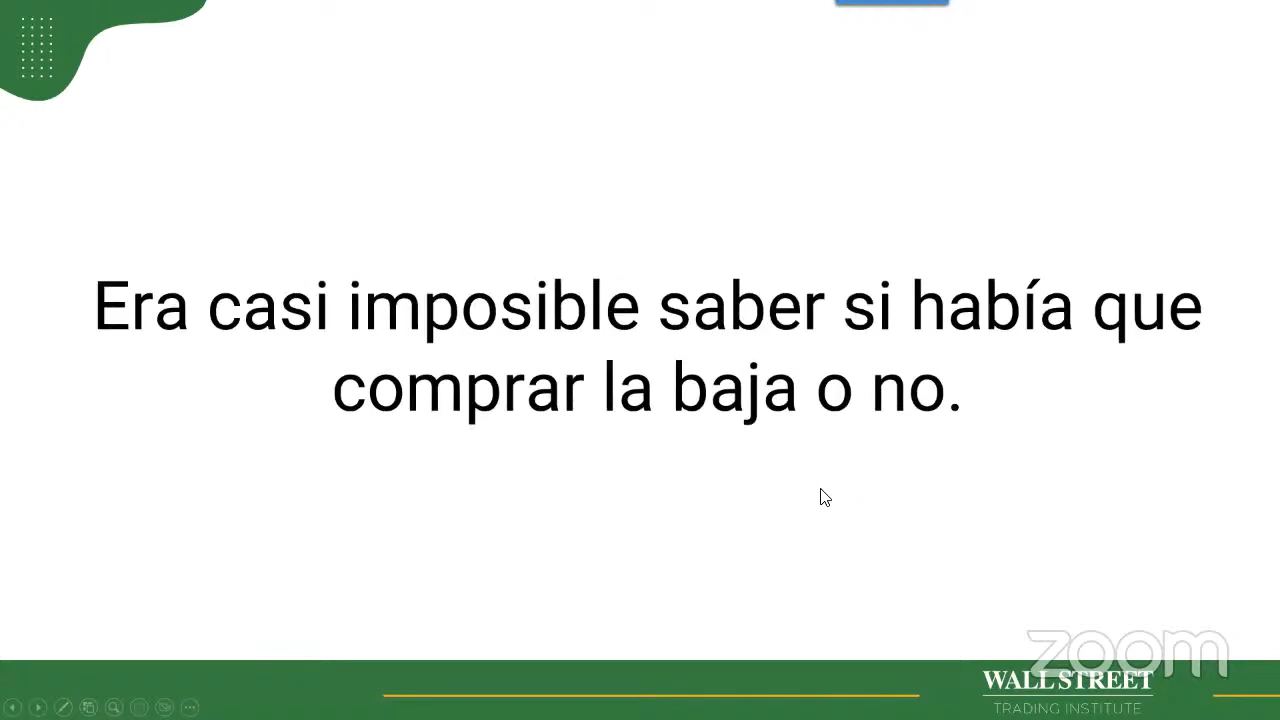 Era casi imposible saber si había que
comprar la baja o no.
zoom
WALL STREET
TRADING INSTITUTE